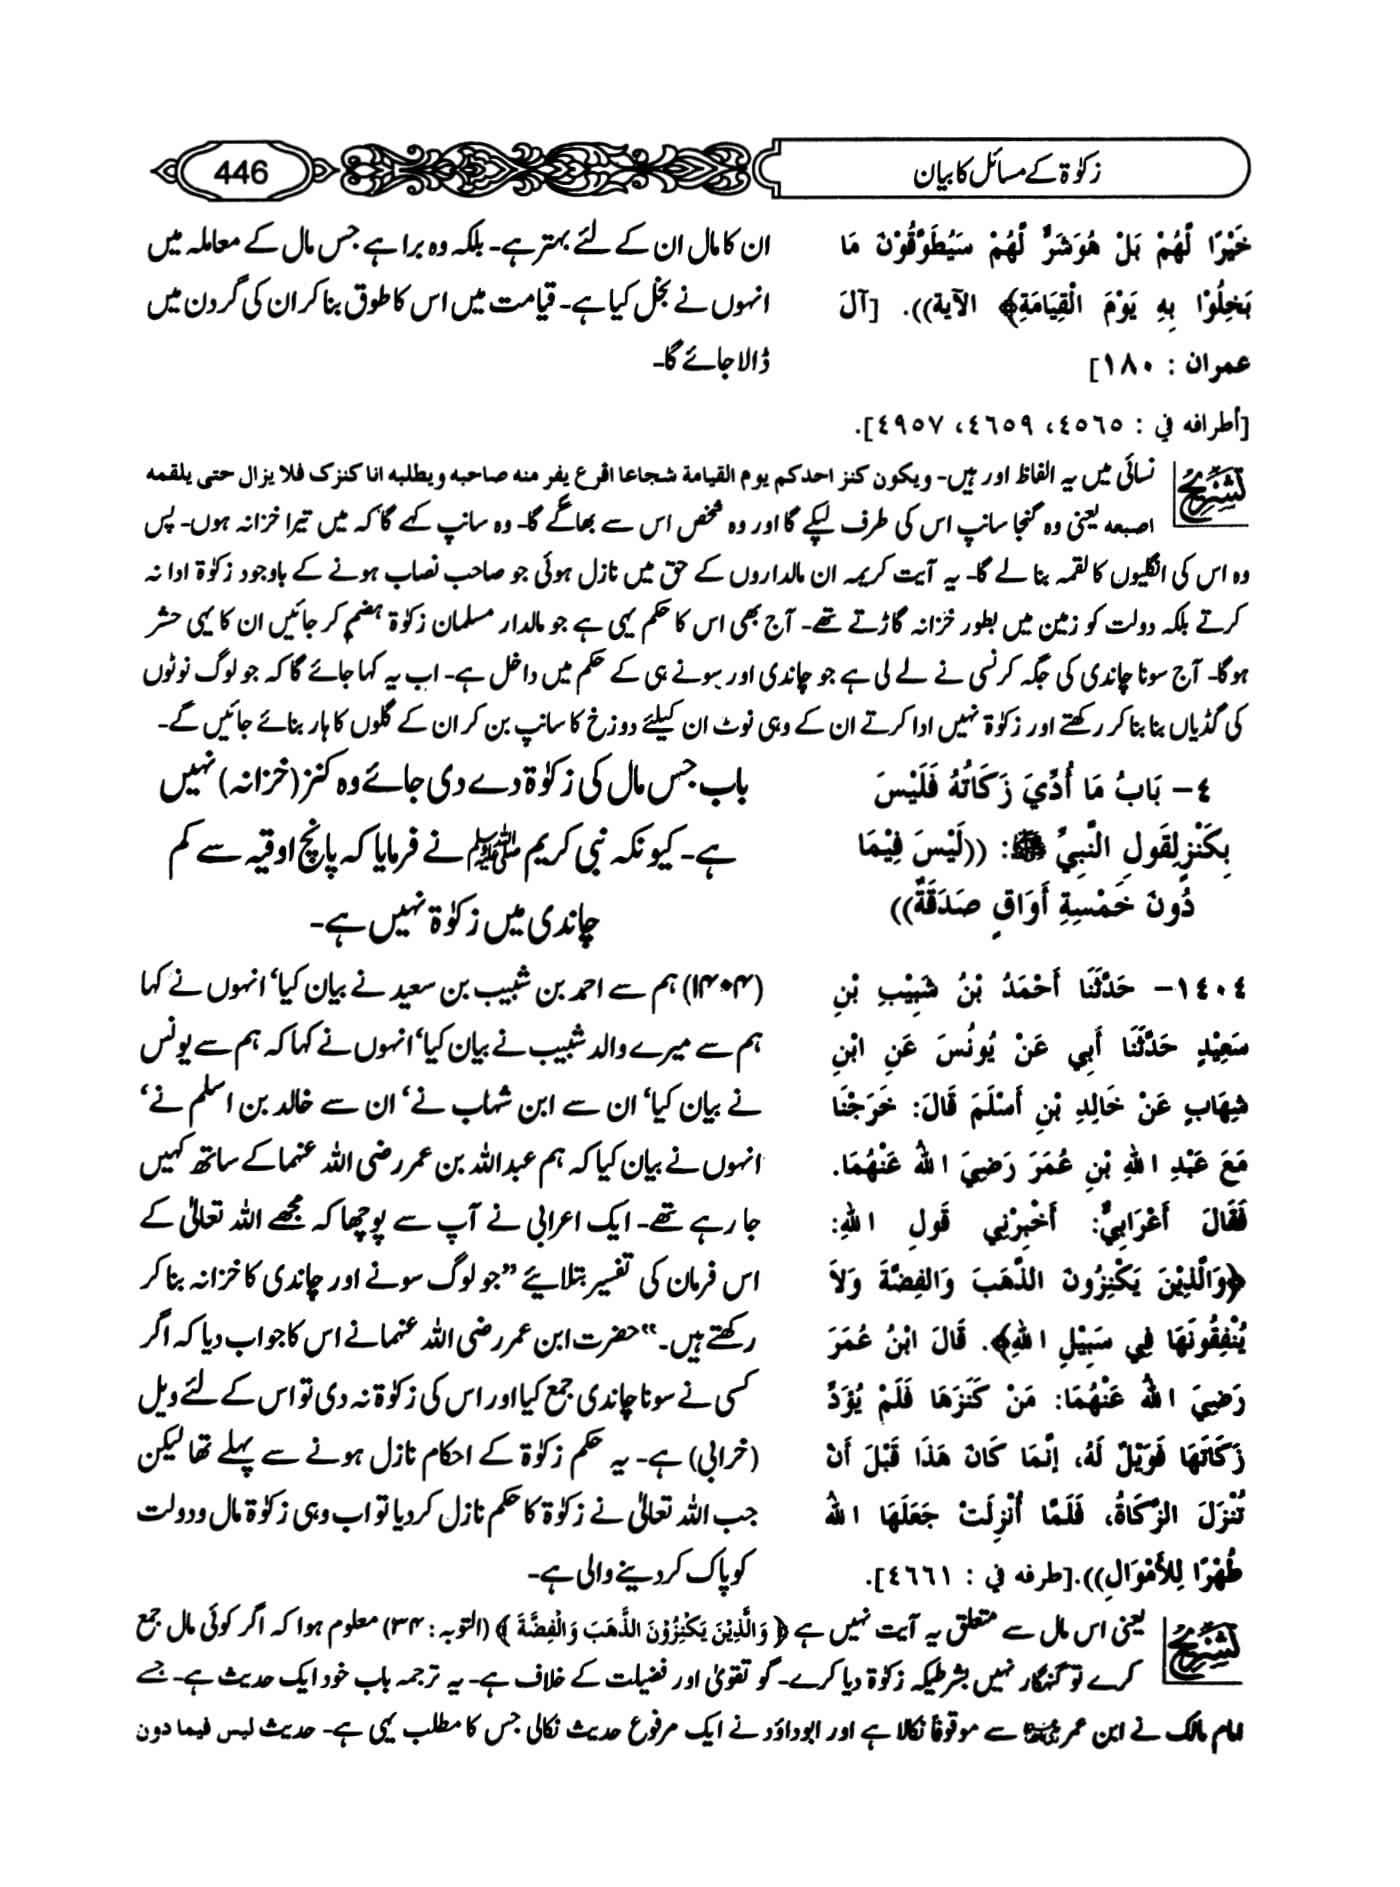 زکوٰۃ کے مسائل کا بیان
446
خَيْرًا لَّهُمْ بَلْ هُوَ شَرٌّ لَّهُمْ سَيُطَوَّقُوْنَ مَا
بَخِلُوْا بِهِ يَوْمَ الْقِيَامَةِ﴾ الآية)). [آلَ
عمران : ١٨٠]
[أطرافه في : ٤٥٦٥، ٤٦٥٩، ٤٩٥٧].
ان کا مال ان کے لئے بہتر ہے۔ بلکہ وہ برا ہے جس مال کے معاملہ میں
انہوں نے بخل کیا ہے۔ قیامت میں اس کا طوق بنا کر ان کی گردن میں
ڈالا جائے گا۔
تشریح
نسائی میں یہ الفاظ اور ہیں۔ ویکون کنز احدکم یوم القیامة شجاعا اقرع یفر منه صاحبه ویطلبه انا کنزک فلا یزال حتی یلقمه
اصبعه یعنی وہ گنجا سانپ اس کی طرف لپکے گا اور وہ شخص اس سے بھاگے گا۔ وہ سانپ کہے گا کہ میں تیرا خزانہ ہوں۔ پس
وہ اس کی انگلیوں کا لقمہ بنا لے گا۔ یہ آیت کریمہ ان مالداروں کے حق میں نازل ہوئی جو صاحب نصاب ہونے کے باوجود زکوٰۃ ادا نہ
کرتے بلکہ دولت کو زمین میں بطور خزانہ گاڑتے تھے۔ آج بھی اس کا حکم یہی ہے جو مالدار مسلمان زکوٰۃ ہضم کر جائیں ان کا یہی حشر
ہوگا۔ آج سونا چاندی کی جگہ کرنسی نے لے لی ہے جو چاندی اور سونے ہی کے حکم میں داخل ہے۔ اب یہ کہا جائے گا کہ جو لوگ نوٹوں
کی گڈیاں بنا بنا کر رکھتے اور زکوٰۃ نہیں ادا کرتے ان کے وہی نوٹ ان کیلئے دوزخ کا سانپ بن کر ان کے گلوں کا ہار بنائے جائیں گے۔
٤- بَابُ مَا أُدِّيَ زَكَاتُهُ فَلَيْسَ
بِكَنْزٍ لِقَولِ النَّبِيِّ ﷺ: ((لَيْسَ فِيْمَا
دُونَ خَمْسِةِ أَوَاقٍ صَدَقَةٌ))
باب جس مال کی زکوٰۃ دے دی جائے وہ کنز (خزانہ) نہیں
ہے۔ کیونکہ نبی کریم ﷺ نے فرمایا کہ پانچ اوقیہ سے کم
چاندی میں زکوٰۃ نہیں ہے۔
١٤٠٤- حَدَّثَنَا أَحْمَدُ بْنُ شَبِيْبِ بْنِ
سَعِيْدٍ حَدَّثَنَا أَبِي عَنْ يُونُسَ عَنِ ابْنِ
شِهَابٍ عَنْ خَالِدِ بْنِ أَسْلَمَ قَالَ: خَرَجْنَا
مَعَ عَبْدِ اللهِ بْنِ عُمَرَ رَضِيَ اللهُ عَنْهُمَا.
فَقَالَ أَعْرَابِيٌّ: أَخْبِرْنِي قَولِ اللهِ:
﴿وَالَّذِيْنَ يَكْنِزُونَ الذَّهَبَ وَالفِضَّةَ وَلاَ
يُنْفِقُونَهَا فِي سَبِيْلِ اللهِ﴾. قَالَ ابْنُ عُمَرَ
رَضِيَ اللهُ عَنْهُمَا: مَنْ كَنَزَهَا فَلَمْ يُؤَدِّ
زَكَاتَهَا فَوَيْلٌ لَهُ، إِنَّمَا كَانَ هَذَا قَبْلَ أَنْ
تُنْزَلَ الزَّكَاةُ، فَلَمَّا أُنْزِلَتْ جَعَلَهَا اللهُ
طُهْرًا لِلأَمْوَالِ)).[طرفه في : ٤٦٦١].
(۱۴۰۴) ہم سے احمد بن شبیب بن سعید نے بیان کیا‘ انہوں نے کہا
ہم سے میرے والد شبیب نے بیان کیا‘ انہوں نے کہا کہ ہم سے یونس
نے بیان کیا‘ ان سے ابن شہاب نے‘ ان سے خالد بن اسلم نے‘
انہوں نے بیان کیا کہ ہم عبداللہ بن عمر رضی اللہ عنہما کے ساتھ کہیں
جا رہے تھے۔ ایک اعرابی نے آپ سے پوچھا کہ مجھے اللہ تعالیٰ کے
اس فرمان کی تفسیر بتلائیے ”جو لوگ سونے اور چاندی کا خزانہ بنا کر
رکھتے ہیں۔“ حضرت ابن عمر رضی اللہ عنہما نے اس کا جواب دیا کہ اگر
کسی نے سونا چاندی جمع کیا اور اس کی زکوٰۃ نہ دی تو اس کے لئے ویل
(خرابی) ہے۔ یہ حکم زکوٰۃ کے احکام نازل ہونے سے پہلے تھا لیکن
جب اللہ تعالیٰ نے زکوٰۃ کا حکم نازل کر دیا تو اب وہی زکوٰۃ مال و دولت
کو پاک کر دینے والی ہے۔
تشریح
یعنی اس مال سے متعلق یہ آیت نہیں ہے ﴿وَالَّذِيْنَ يَكْنِزُوْنَ الذَّهَبَ وَالْفِضَّةَ﴾ (التوبہ: ۳۴) معلوم ہوا کہ اگر کوئی مال جمع
کرے تو گنہگار نہیں بشرطیکہ زکوٰۃ دیا کرے۔ گو تقویٰ اور فضیلت کے خلاف ہے۔ یہ ترجمہ باب خود ایک حدیث ہے۔ جسے
امام مالک نے ابن عمر رضی اللہ عنہما سے موقوفاً نکالا ہے اور ابوداؤد نے ایک مرفوع حدیث نکالی جس کا مطلب یہی ہے۔ حدیث لیس فیما دون